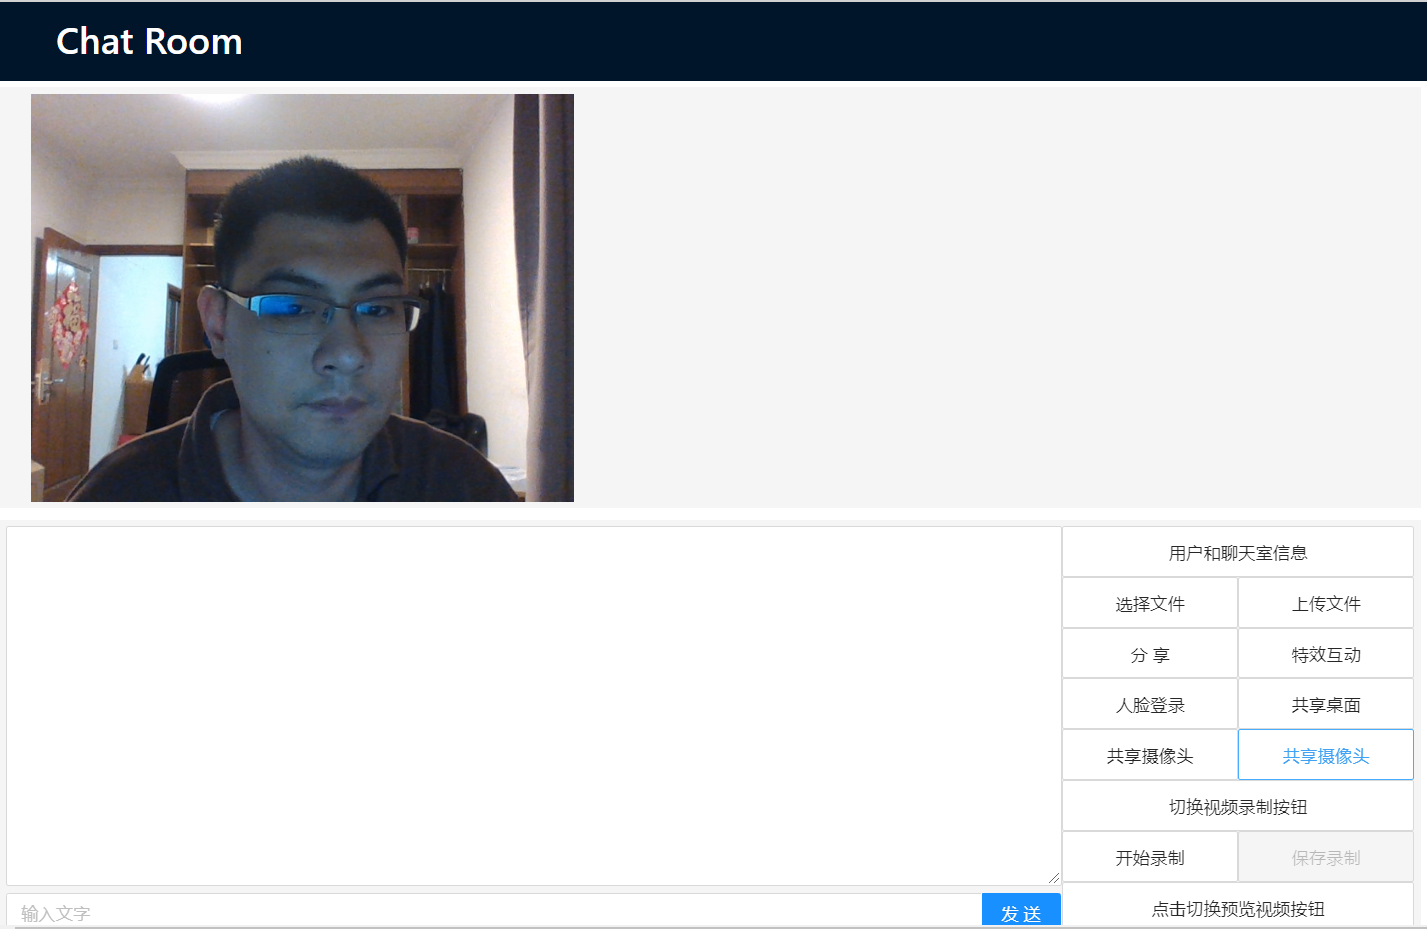 Chat Room
用户和聊天室信息
选择文件
上传文件
分 享
特效互动
人脸登录
共享桌面
共享摄像头
共享摄像头
切换视频录制按钮
开始录制
保存录制
输入文字
发 送
点击切换预览视频按钮